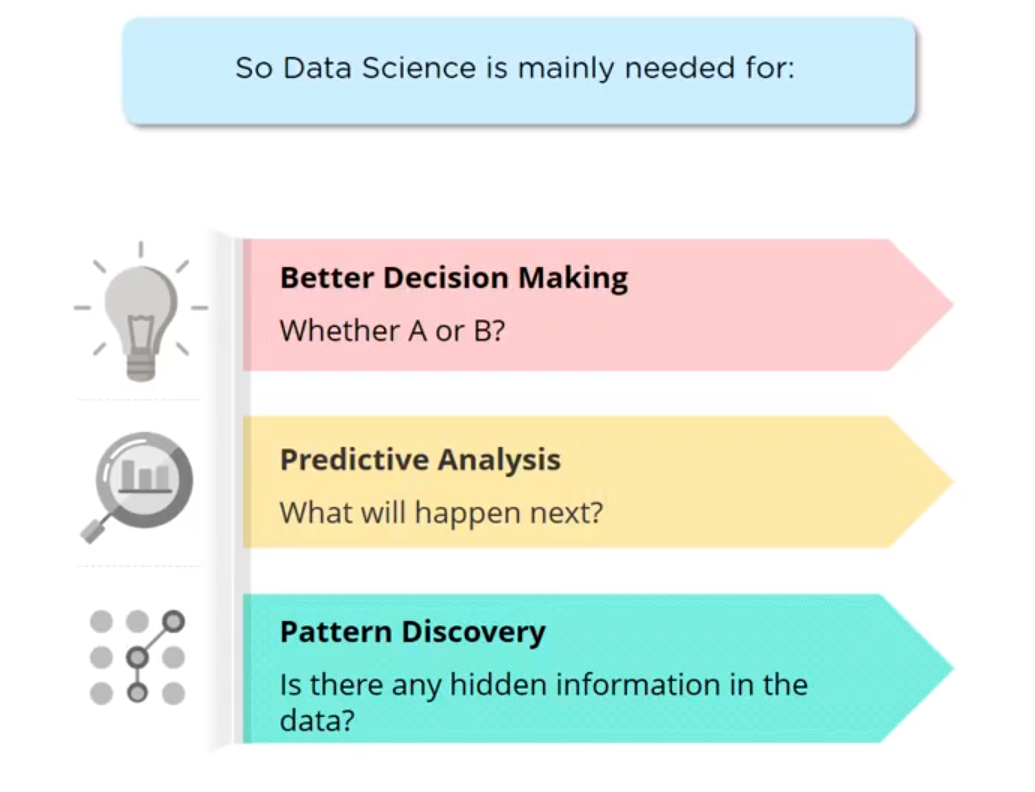 So Data Science is mainly needed for:
Better Decision Making
Whether A or B?
Predictive Analysis
What will happen next?
Pattern Discovery
Is there any hidden information in the
data?